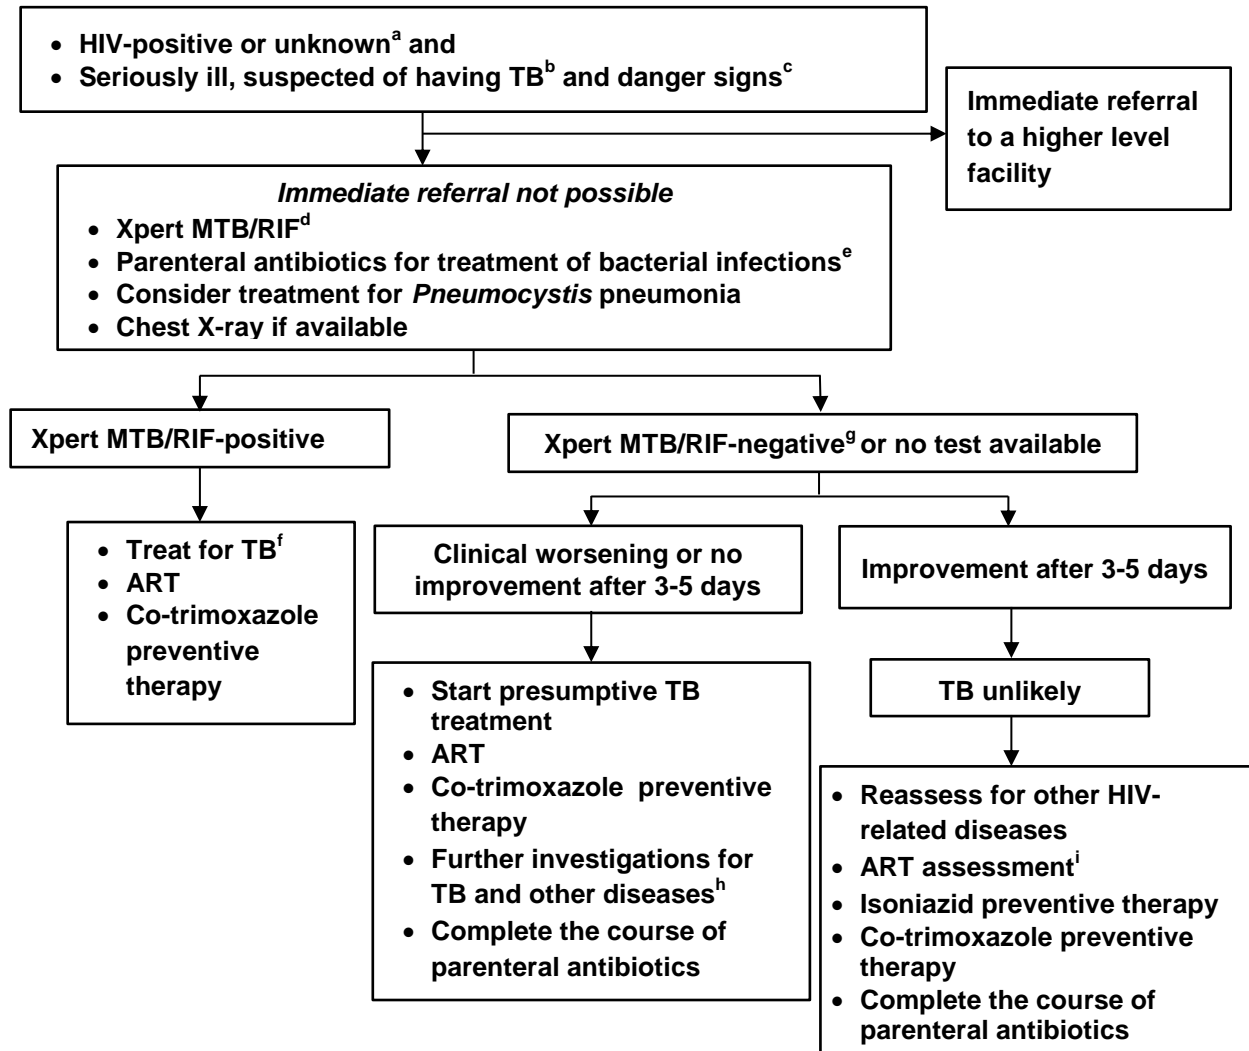 • HIV-positive or unknownᵃ and
• Seriously ill, suspected of having TBᵇ and danger signsᶜ
Immediate referral
to a higher level
facility
Immediate referral not possible
• Xpert MTB/RIFᵈ
• Parenteral antibiotics for treatment of bacterial infectionsᵉ
• Consider treatment for Pneumocystis pneumonia
• Chest X-ray if available
Xpert MTB/RIF-positive
Xpert MTB/RIF-negativeᵍ or no test available
• Treat for TBᶠ
• ART
• Co-trimoxazole
preventive
therapy
Clinical worsening or no
improvement after 3-5 days
Improvement after 3-5 days
• Start presumptive TB
treatment
• ART
• Co-trimoxazole preventive
therapy
• Further investigations for
TB and other diseasesʰ
• Complete the course of
parenteral antibiotics
TB unlikely
• Reassess for other HIV-
related diseases
• ART assessmentⁱ
• Isoniazid preventive therapy
• Co-trimoxazole preventive
therapy
• Complete the course of
parenteral antibiotics